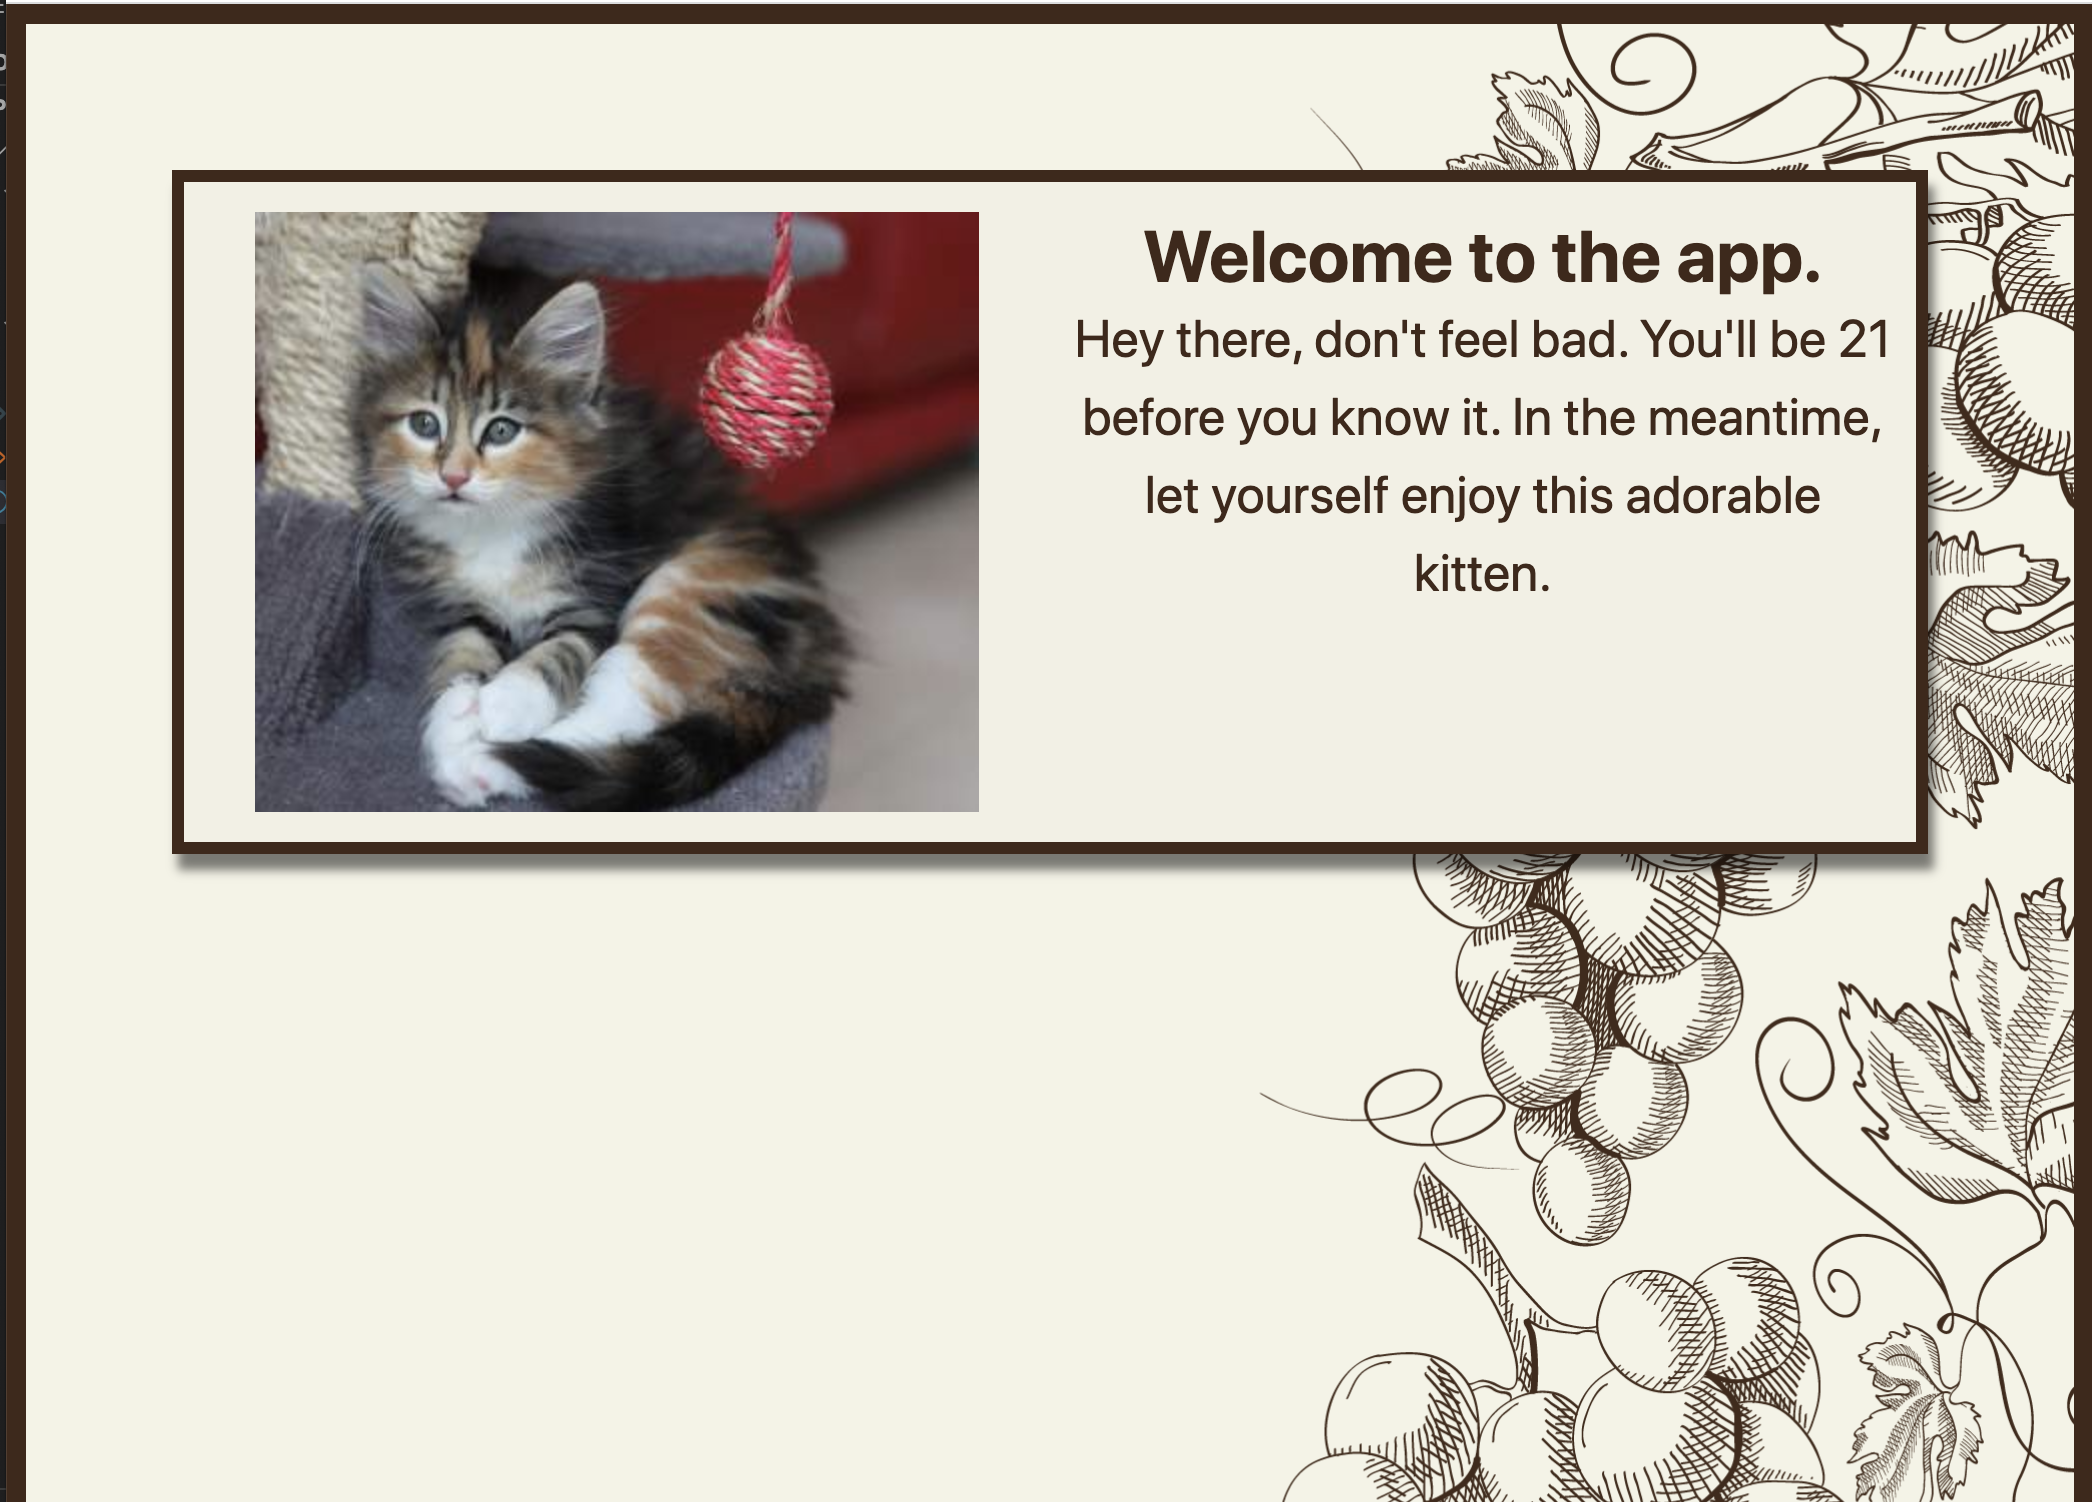 Welcome to the app.
Hey there, don't feel bad. You'll be 21
before you know it. In the meantime,
let yourself enjoy this adorable
kitten.